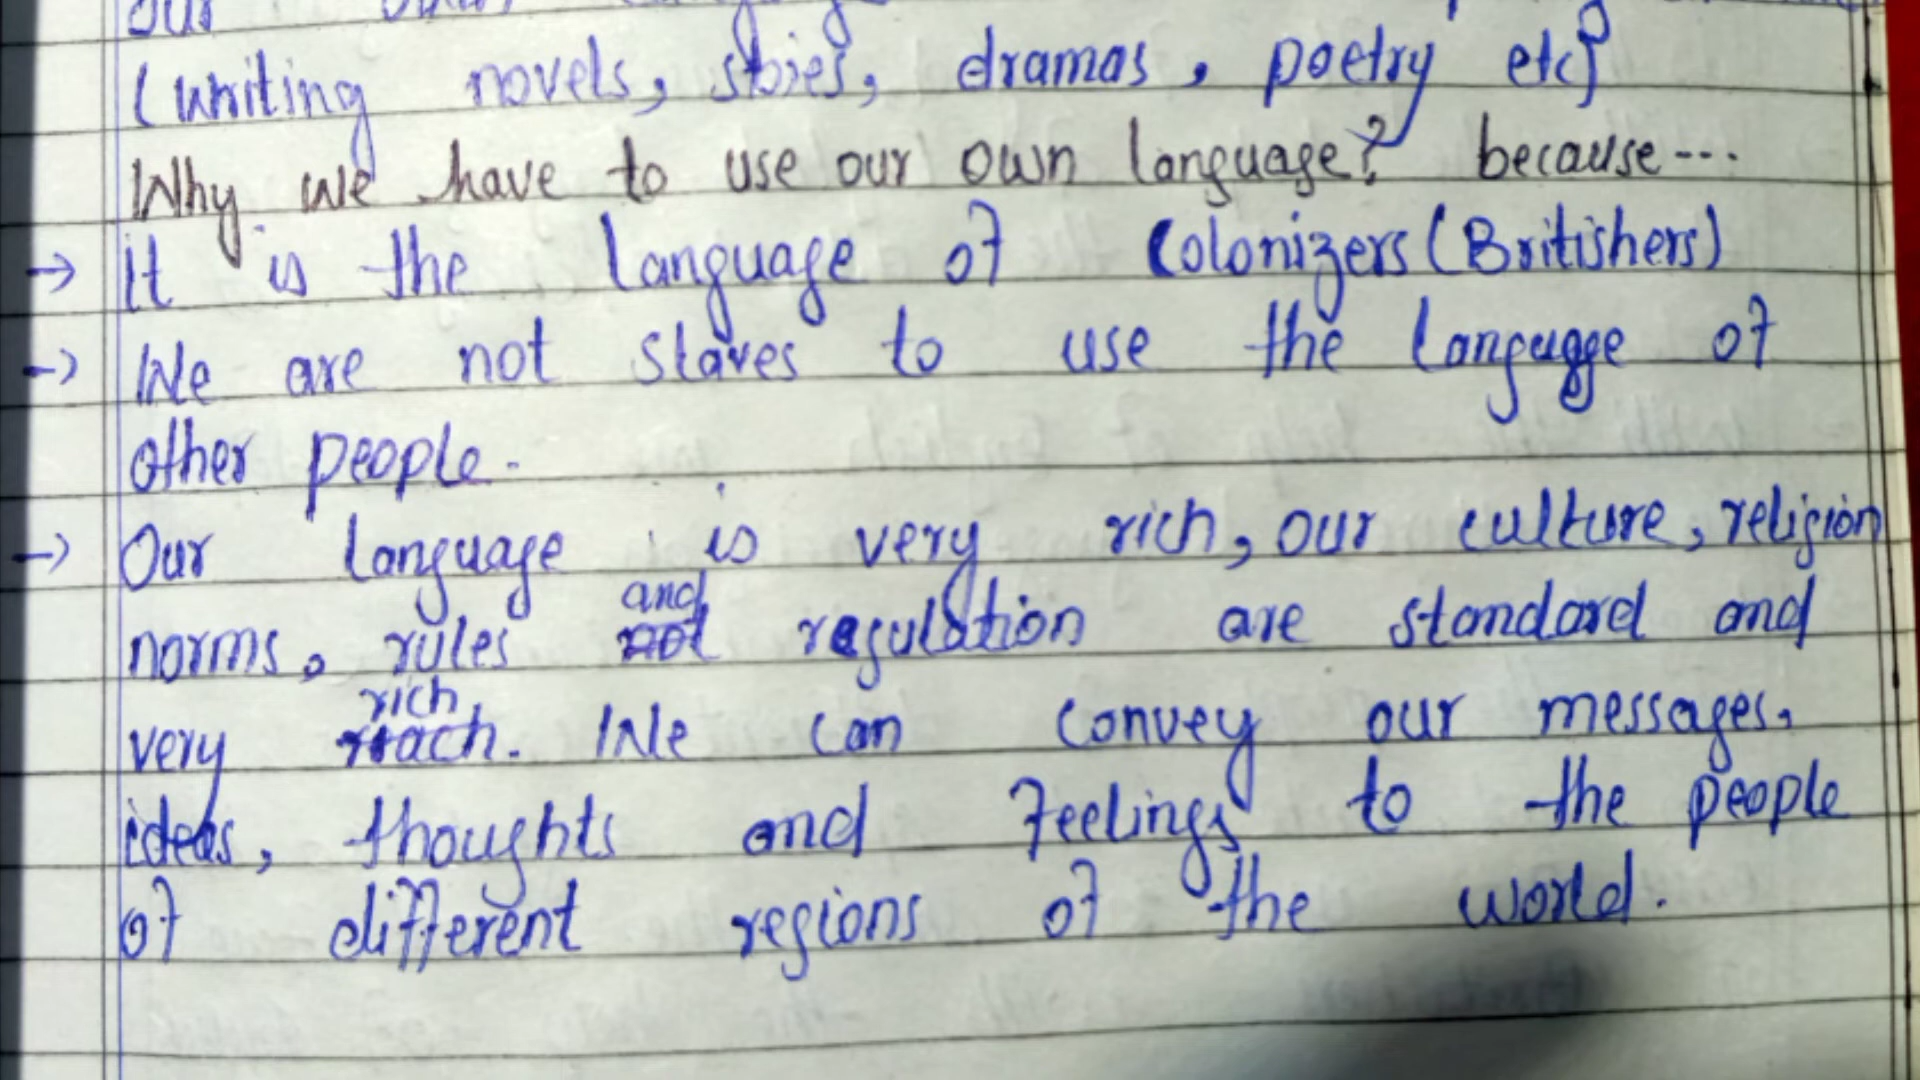 our
(writing novels, stories, dramas, poetry etc}
Why we have to use our own language? because---.
→ It is the language of colonizers (Britishers)
→ We are not slaves to use the language of
other people.
→ Our language is very rich, our culture, religion
norms, rules and regulation are standard and
very rich. We can convey our messages,
ideas, thoughts and feelings to the people
of different regions of the world.